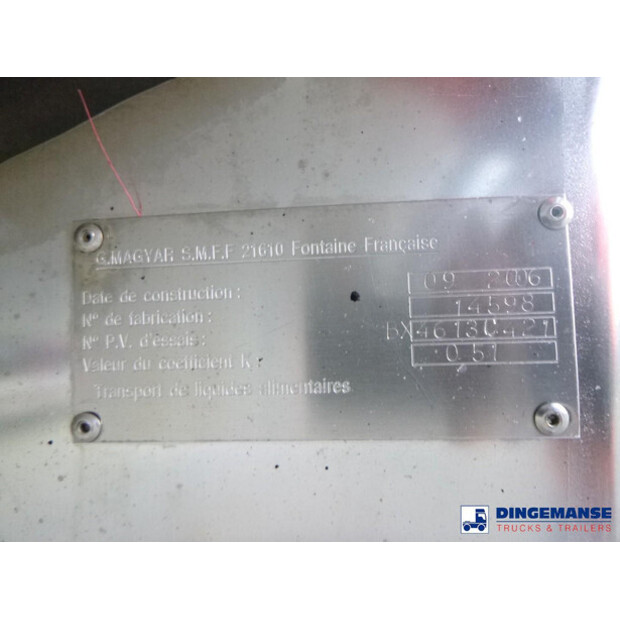 G.MAGYAR S.M.F.F 21610 Fontaine Française
Date de construction : 09 2006
N° de fabrication : 14598
N° P.V. d'essais :
Valeur du coefficient K : 0.51
Transport de liquides alimentaires
DINGEMANSE
TRUCKS & TRAILERS